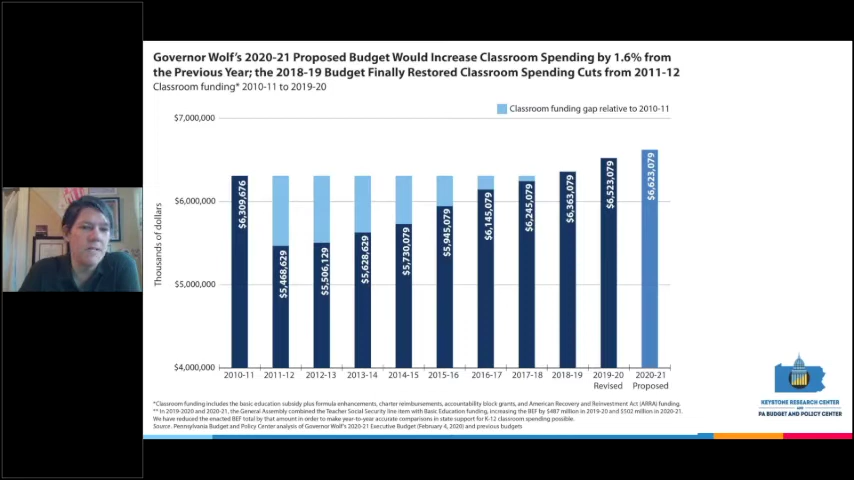 Governor Wolf's 2020-21 Proposed Budget Would Increase Classroom Spending by 1.6% from
the Previous Year; the 2018-19 Budget Finally Restored Classroom Spending Cuts from 2011-12
Classroom funding* 2010-11 to 2019-20
Classroom funding gap relative to 2010-11
$7,000,000
$6,000,000
$5,000,000
$4,000,000
Thousands of dollars
$6,309,676
$5,468,629
$5,506,129
$5,628,629
$5,730,079
$5,945,079
$6,145,079
$6,245,079
$6,363,079
$6,523,079
$6,623,079
2010-11 2011-12 2012-13 2013-14 2014-15 2015-16 2016-17 2017-18 2018-19 2019-20 2020-21
Revised Proposed
*Classroom funding includes the basic education subsidy plus formula enhancements, charter reimbursements, accountability block grants, and American Recovery and Reinvestment Act (ARRA) funding.
** In 2019-2020 and 2020-21, the General Assembly combined the Teacher Social Security line item with Basic Education funding, increasing the BEF by $487 million in 2019-20 and $502 million in 2020-21.
We have reduced the enacted BEF total by that amount in order to make year-to-year accurate comparisons in state support for K-12 classroom spending possible.
Source. Pennsylvania Budget and Policy Center analysis of Governor Wolf's 2020-21 Executive Budget (February 4, 2020) and previous budgets
KEYSTONE RESEARCH CENTER
AND
PA BUDGET AND POLICY CENTER